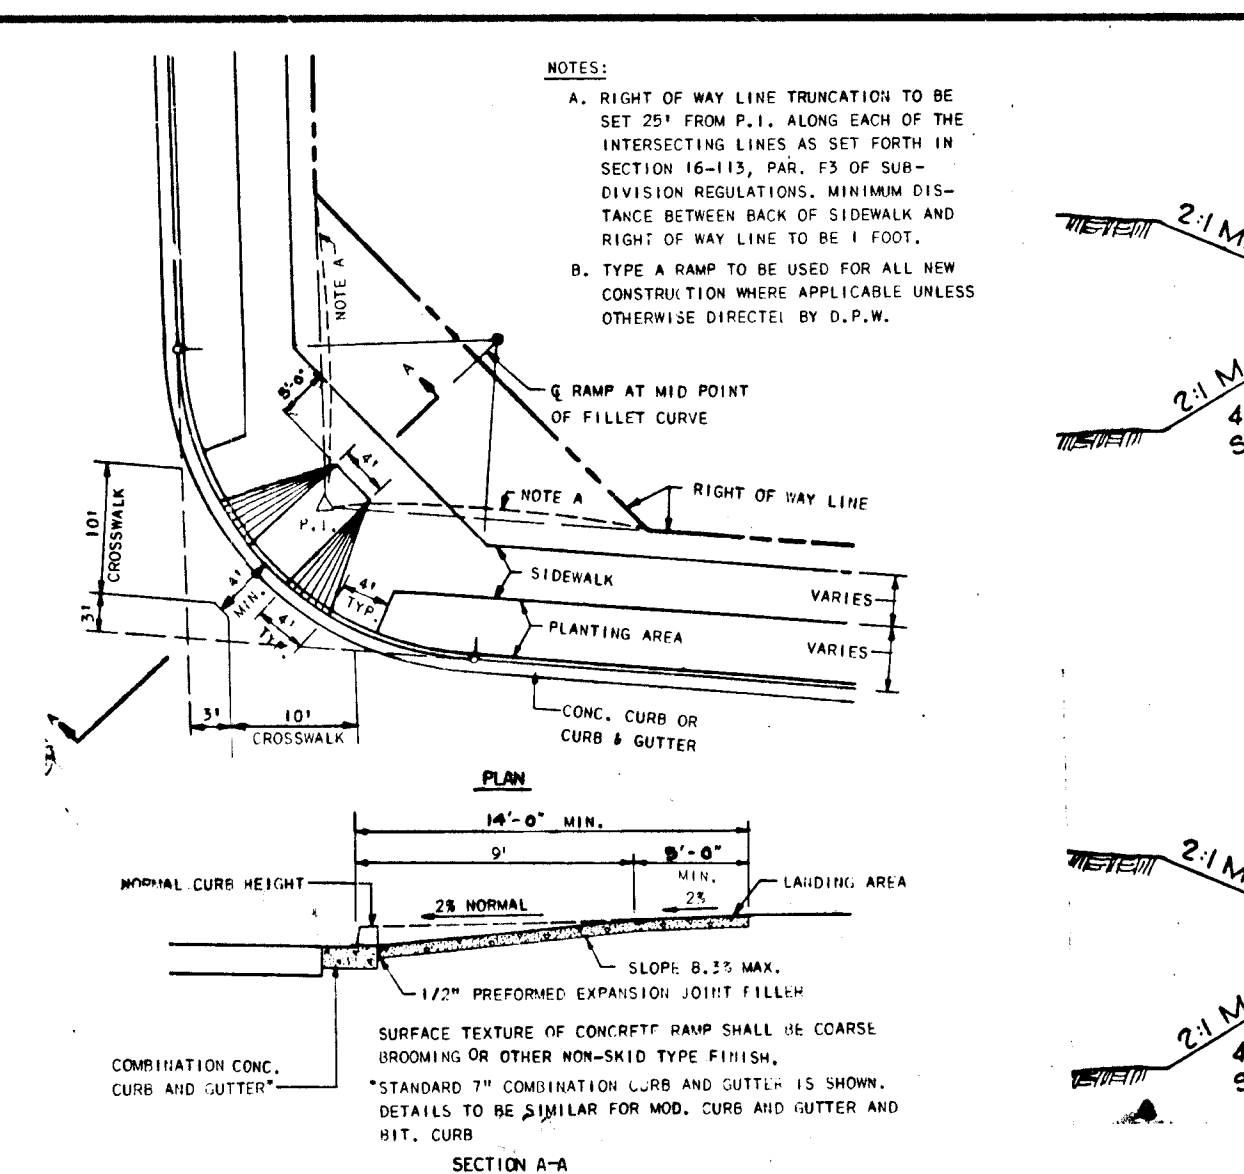 NOTES:
A. RIGHT OF WAY LINE TRUNCATION TO BE
SET 25' FROM P.I. ALONG EACH OF THE
INTERSECTING LINES AS SET FORTH IN
SECTION 16-113, PAR. F3 OF SUB-
DIVISION REGULATIONS. MINIMUM DIS-
TANCE BETWEEN BACK OF SIDEWALK AND
RIGHT OF WAY LINE TO BE 1 FOOT.
B. TYPE A RAMP TO BE USED FOR ALL NEW
CONSTRUCTION WHERE APPLICABLE UNLESS
OTHERWISE DIRECTED BY D.P.W.
NOTE A
5'-0"
A
℄ RAMP AT MID POINT
OF FILLET CURVE
4'
NOTE A
RIGHT OF WAY LINE
P.I.
10'
CROSSWALK
3'
4'
MIN.
4'
TYP.
4'
TYP.
SIDEWALK
PLANTING AREA
VARIES
VARIES
3'
10'
CROSSWALK
A
CONC. CURB OR
CURB & GUTTER
PLAN
14'-0" MIN.
9'
5'-0"
MIN.
2%
NORMAL CURB HEIGHT
2% NORMAL
LANDING AREA
SLOPE 8.3% MAX.
1/2" PREFORMED EXPANSION JOINT FILLER
SURFACE TEXTURE OF CONCRETE RAMP SHALL BE COARSE
BROOMING OR OTHER NON-SKID TYPE FINISH.
COMBINATION CONC.
CURB AND GUTTER*
*STANDARD 7" COMBINATION CURB AND GUTTER IS SHOWN.
DETAILS TO BE SIMILAR FOR MOD. CURB AND GUTTER AND
BIT. CURB
SECTION A-A
2:1 M
2:1 M
4
S
2:1 M
2:1 M
4
S